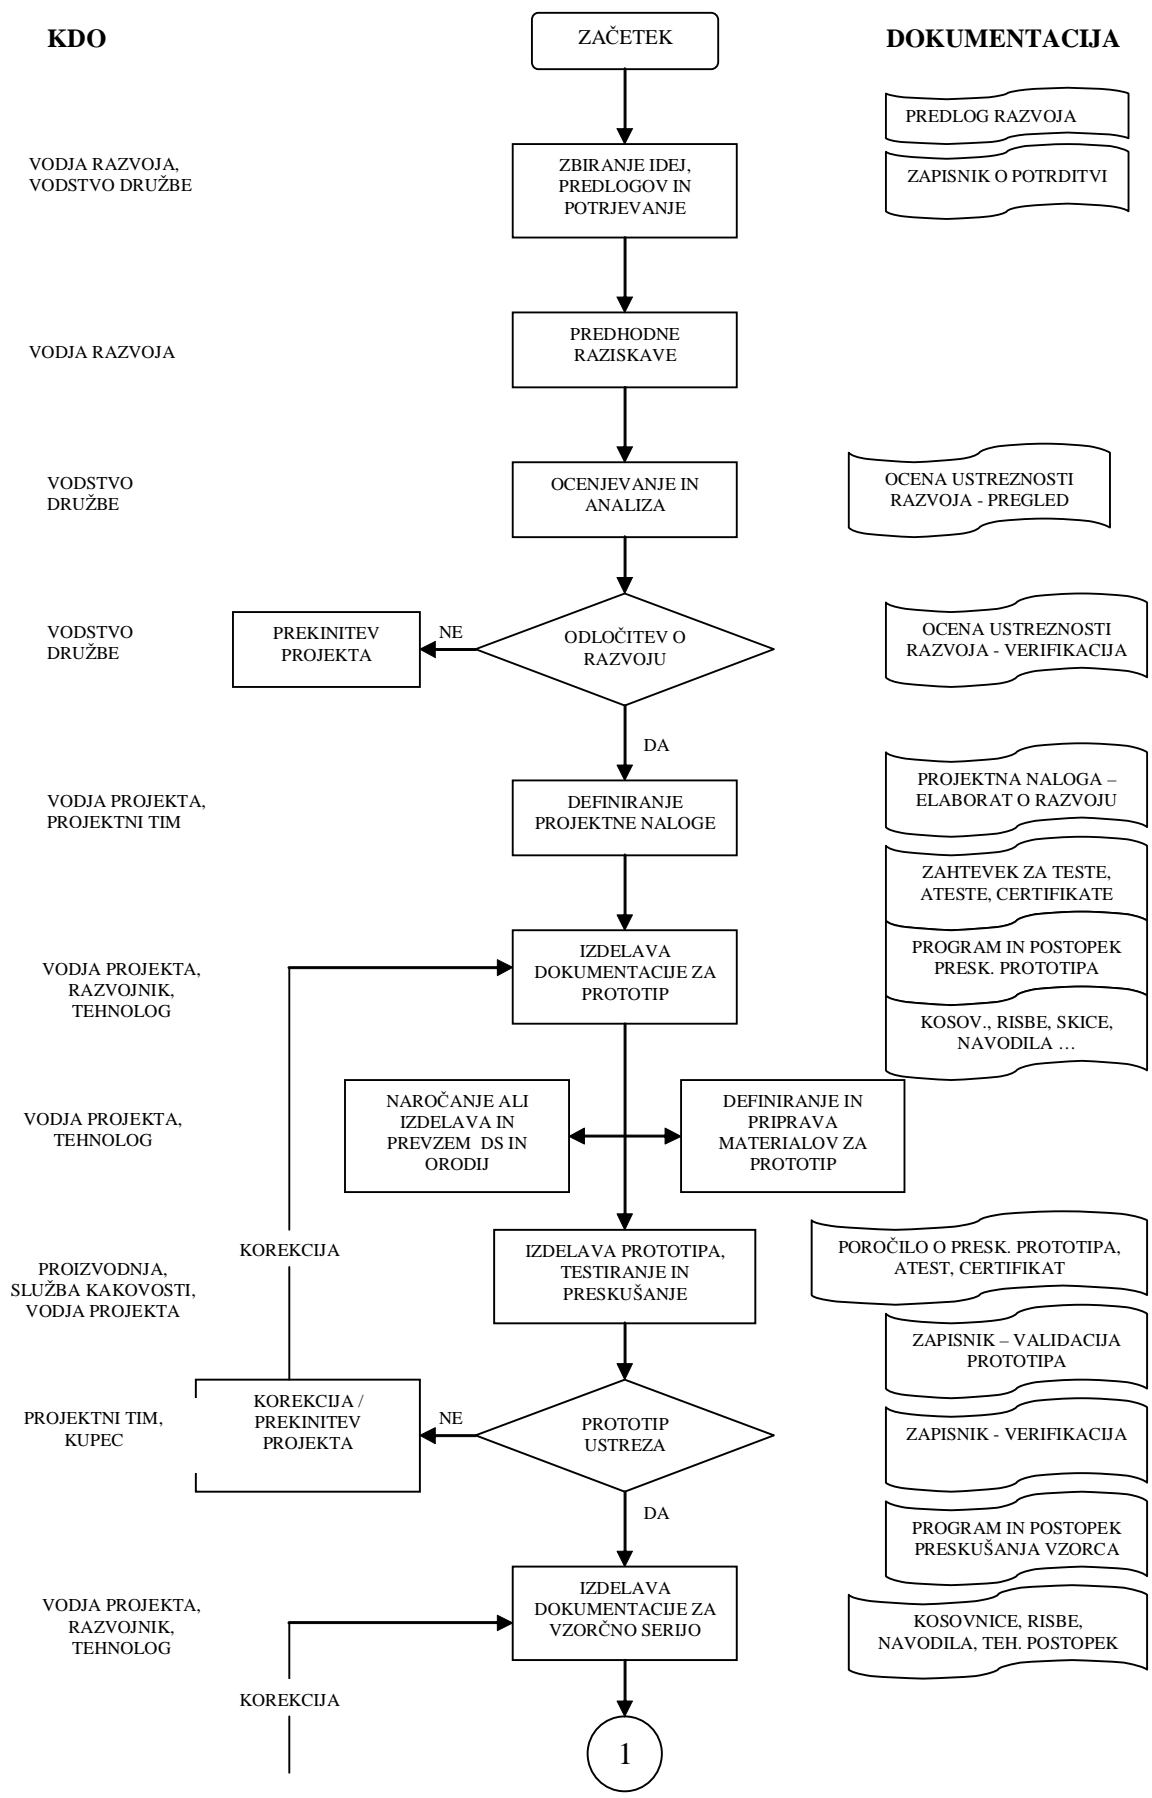 KDO
ZAČETEK
DOKUMENTACIJA
PREDLOG RAZVOJA
VODJA RAZVOJA,
VODSTVO DRUŽBE
ZBIRANJE IDEJ,
PREDLOGOV IN
POTRJEVANJE
ZAPISNIK O POTRDITVI
VODJA RAZVOJA
PREDHODNE
RAZISKAVE
VODSTVO
DRUŽBE
OCENJEVANJE IN
ANALIZA
OCENA USTREZNOSTI
RAZVOJA - PREGLED
VODSTVO
DRUŽBE
PREKINITEV
PROJEKTA
NE
ODLOČITEV O
RAZVOJU
OCENA USTREZNOSTI
RAZVOJA - VERIFIKACIJA
DA
VODJA PROJEKTA,
PROJEKTNI TIM
DEFINIRANJE
PROJEKTNE NALOGE
PROJEKTNA NALOGA –
ELABORAT O RAZVOJU
ZAHTEVEK ZA TESTE,
ATESTE, CERTIFIKATE
VODJA PROJEKTA,
RAZVOJNIK,
TEHNOLOG
IZDELAVA
DOKUMENTACIJE ZA
PROTOTIP
PROGRAM IN POSTOPEK
PRESK. PROTOTIPA
KOSOV., RISBE, SKICE,
NAVODILA …
VODJA PROJEKTA,
TEHNOLOG
NAROČANJE ALI
IZDELAVA IN
PREVZEM DS IN
ORODIJ
DEFINIRANJE IN
PRIPRAVA
MATERIALOV ZA
PROTOTIP
KOREKCIJA
PROIZVODNJA,
SLUŽBA KAKOVOSTI,
VODJA PROJEKTA
IZDELAVA PROTOTIPA,
TESTIRANJE IN
PRESKUŠANJE
POROČILO O PRESK. PROTOTIPA,
ATEST, CERTIFIKAT
ZAPISNIK – VALIDACIJA
PROTOTIPA
PROJEKTNI TIM,
KUPEC
KOREKCIJA /
PREKINITEV
PROJEKTA
NE
PROTOTIP
USTREZA
ZAPISNIK - VERIFIKACIJA
DA
PROGRAM IN POSTOPEK
PRESKUŠANJA VZORCA
VODJA PROJEKTA,
RAZVOJNIK,
TEHNOLOG
IZDELAVA
DOKUMENTACIJE ZA
VZORČNO SERIJO
KOSOVNICE, RISBE,
NAVODILA, TEH. POSTOPEK
KOREKCIJA
1